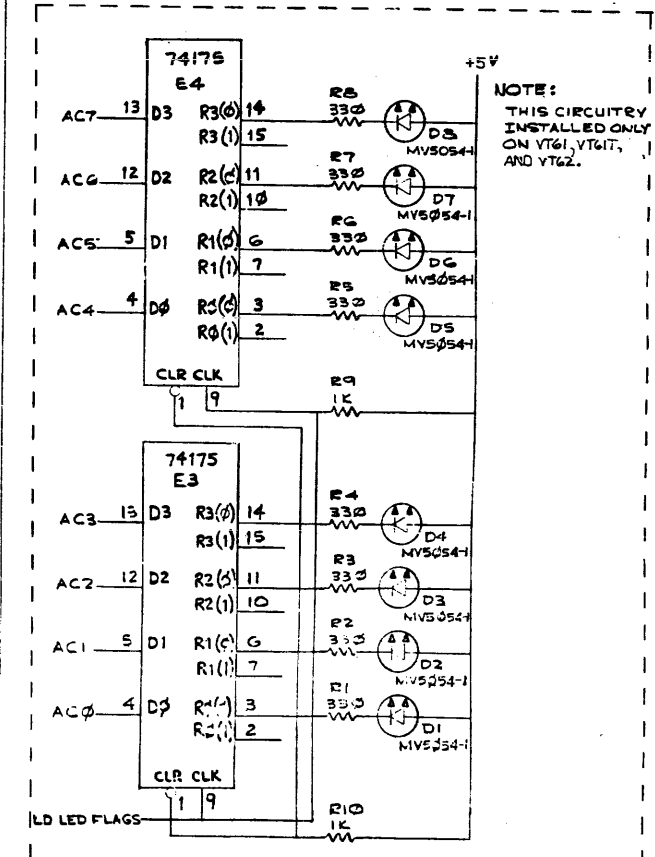 74175
E4
+5V
NOTE:
THIS CIRCUITRY
INSTALLED ONLY
ON VT61, VT61T,
AND VT62.
AC7 13 D3 R3(Ø) 14 R8 33Ø D8
R3(1) 15 MV5054-1
AC6 12 D2 R2( ) 11 R7 33Ø D7
R2(1) 1Ø MV5Ø54-1
AC5 5 D1 R1(Ø) 6 R6 33Ø D6
R1(1) 7 MV5Ø54-1
AC4 4 DØ 3 R5 33Ø D5
RØ(1) 2 MV5Ø54-1
CLR CLK
1 9
R9
1K
74175
E3
AC3 13 D3 R3(Ø) 14 R4 33Ø D4
R3(1) 15 MV5Ø54-1
AC2 12 D2 11 R3 33Ø D3
R2(1) 10 MV5Ø54-1
AC1 5 D1 6 R2 33Ø D2
R1(1) 7 MV5Ø54-1
ACØ 4 DØ 3 R1 33Ø D1
2 MV5Ø54-1
CLR CLK
1 9
LD LED FLAGS
R1Ø
1K